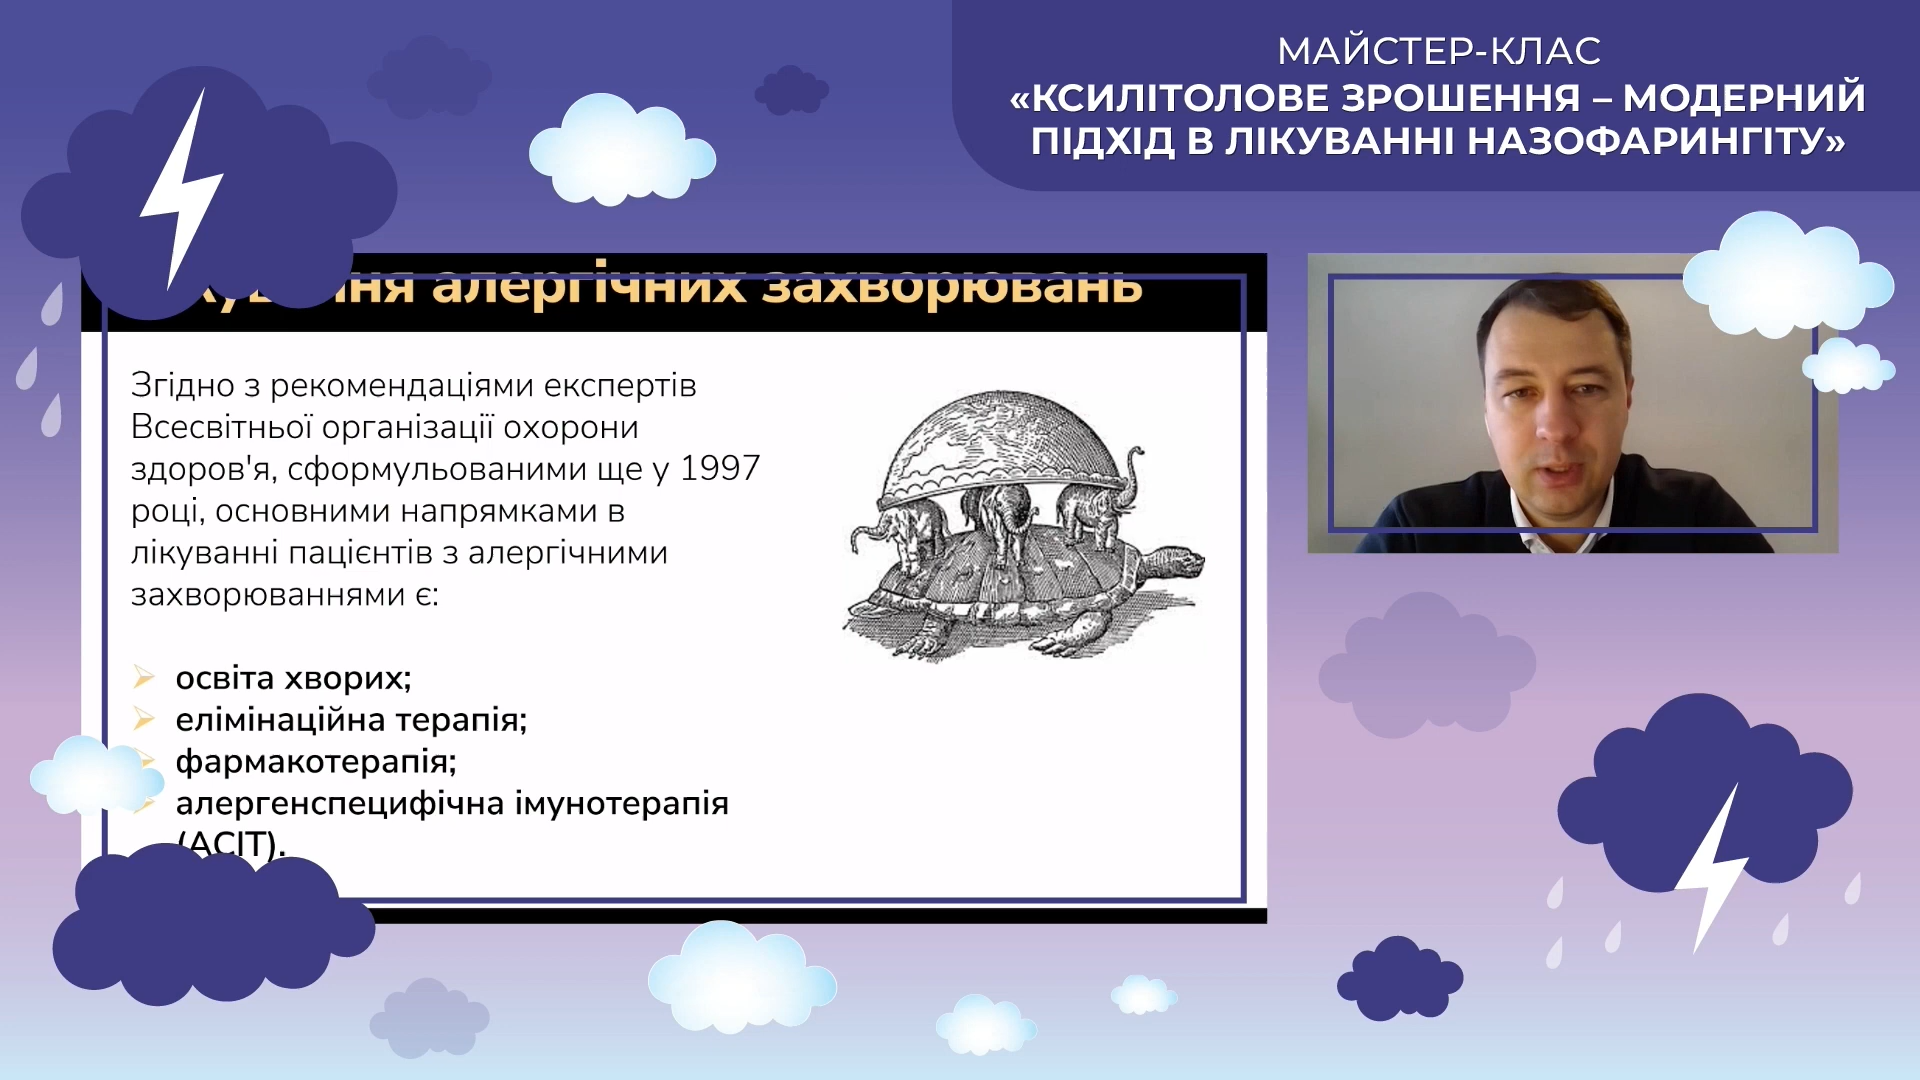 МАЙСТЕР-КЛАС
«КСИЛІТОЛОВЕ ЗРОШЕННЯ – МОДЕРНИЙ
ПІДХІД В ЛІКУВАННІ НАЗОФАРИНГІТУ»
алергічних захворювань
Згідно з рекомендаціями експертів
Всесвітньої організації охорони
здоров'я, сформульованими ще у 1997
році, основними напрямками в
лікуванні пацієнтів з алергічними
захворюваннями є:
освіта хворих;
елімінаційна терапія;
фармакотерапія;
алергенспецифічна імунотерапія
(АСІТ).